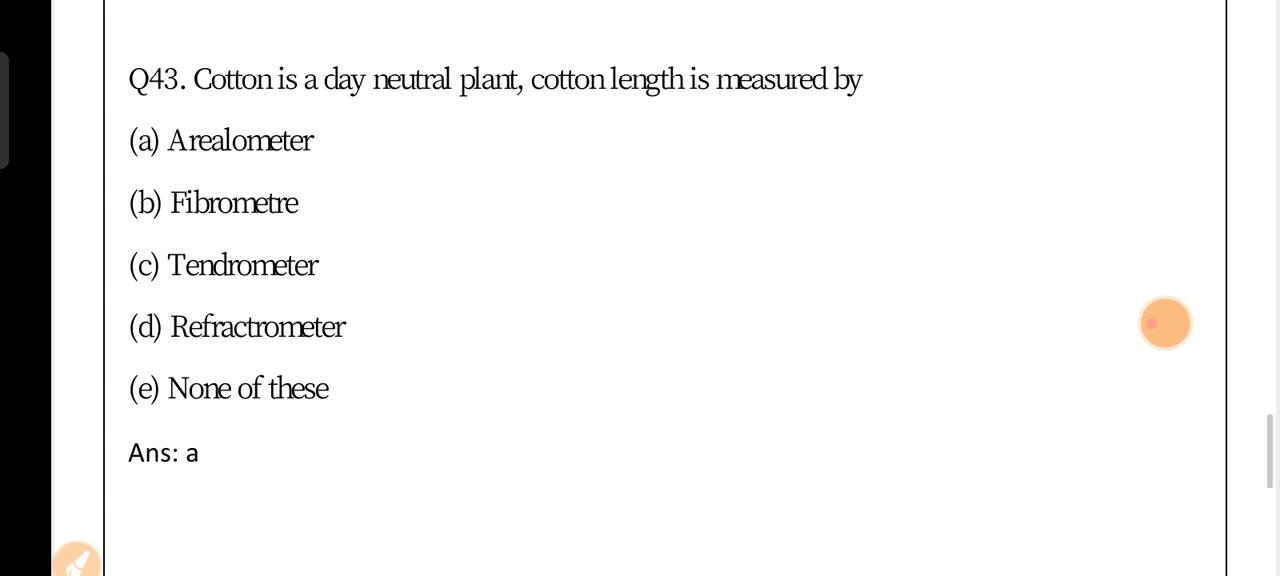 Q43. Cotton is a day neutral plant, cotton length is measured by
(a) Arealometer
(b) Fibrometre
(c) Tendrometer
(d) Refractrometer
(e) None of these
Ans: a